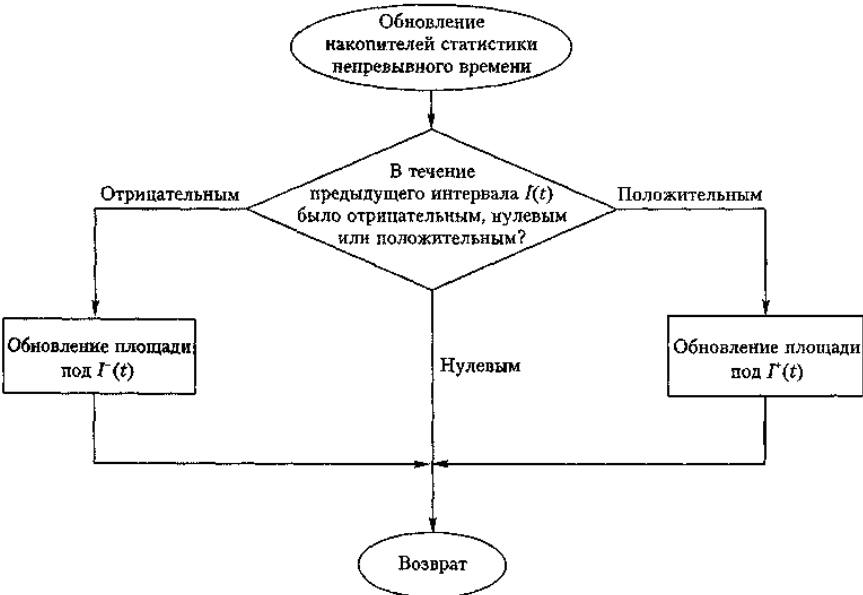 Обновление
накопителей статистики
непревывного времени
В течение
предыдущего интервала I(t)
было отрицательным, нулевым
или положительным?
Отрицательным
Положительным
Обновление площади
под I⁻(t)
Нулевым
Обновление площади
под I⁺(t)
Возврат